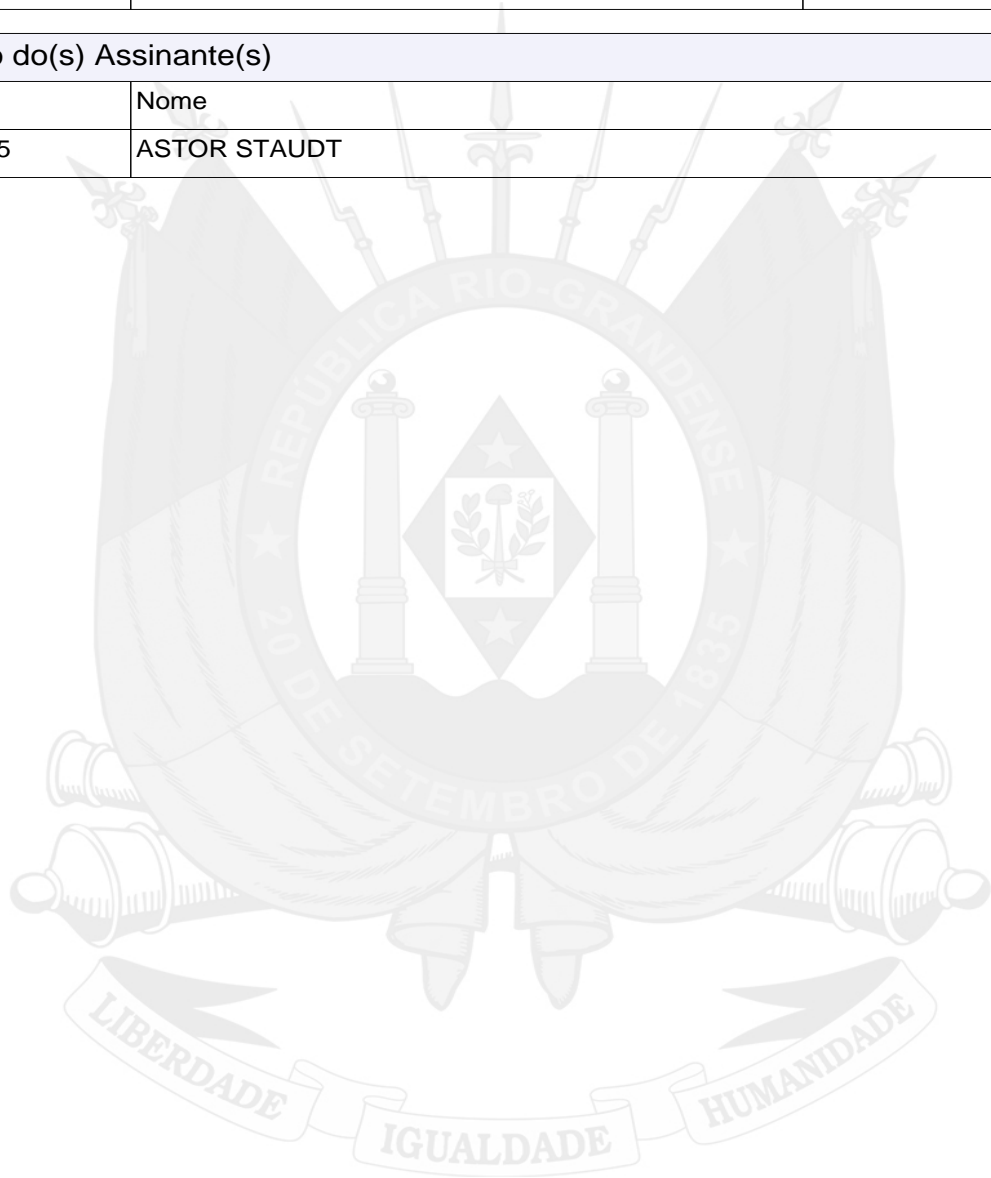 o do(s) Assinante(s)
Nome
5 ASTOR STAUDT
REPÚBLICA RIO-GRANDENSE
20 DE SETEMBRO DE 1835
LIBERDADE
IGUALDADE
HUMANIDADE